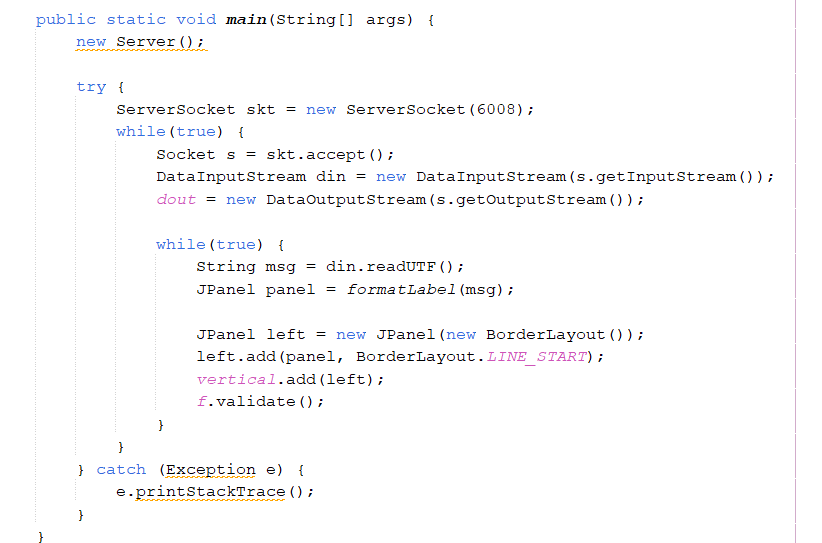 public static void main(String[] args) {
    new Server();

    try {
        ServerSocket skt = new ServerSocket(6008);
        while(true) {
            Socket s = skt.accept();
            DataInputStream din = new DataInputStream(s.getInputStream());
            dout = new DataOutputStream(s.getOutputStream());

            while(true) {
                String msg = din.readUTF();
                JPanel panel = formatLabel(msg);

                JPanel left = new JPanel(new BorderLayout());
                left.add(panel, BorderLayout.LINE_START);
                vertical.add(left);
                f.validate();
            }
        }
    } catch (Exception e) {
        e.printStackTrace();
    }
}